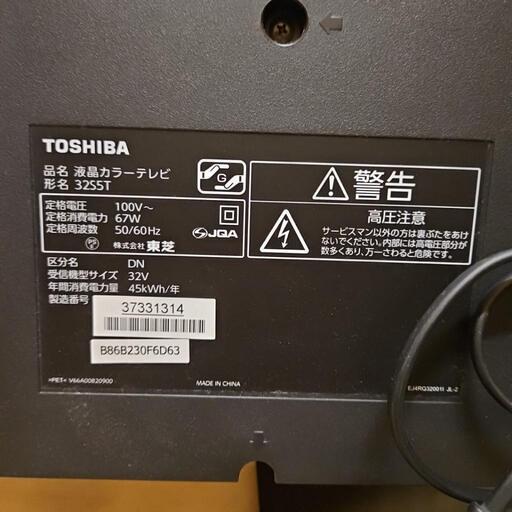 TOSHIBA
品名 液晶カラーテレビ
形名 32S5T
定格電圧 100V~
定格消費電力 67W
定格周波数 50/60Hz
株式会社 東芝
G
JQA
区分名 DN
受信機型サイズ 32V
年間消費電力量 45kWh/年
製造番号
37331314
B86B230F6D63
>PET< V66A00820900
MADE IN CHINA
警告
高圧注意
サービスマン以外の方は裏ぶたをあけ
ないでください。内部には高電圧部分が
数多くあり、万一さわると危険です。
EJ4RQ32001I JL-2